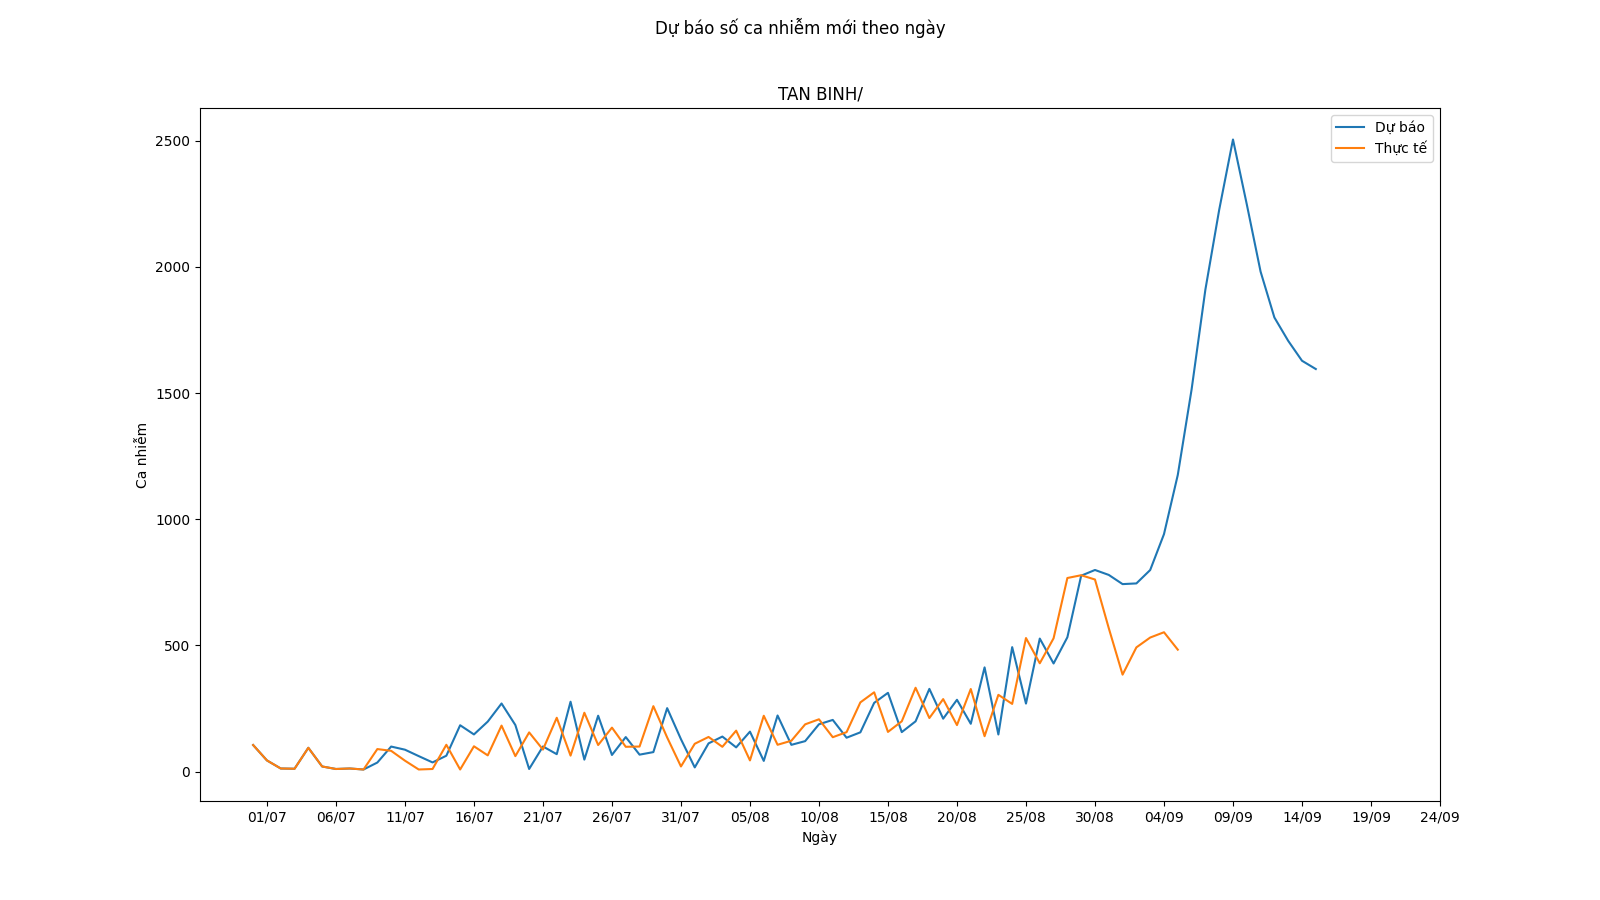 Dự báo số ca nhiễm mới theo ngày
TAN BINH/
Dự báo
Thực tế
2500
2000
1500
1000
500
0
Ca nhiễm
01/07 06/07 11/07 16/07 21/07 26/07 31/07 05/08 10/08 15/08 20/08 25/08 30/08 04/09 09/09 14/09 19/09 24/09
Ngày